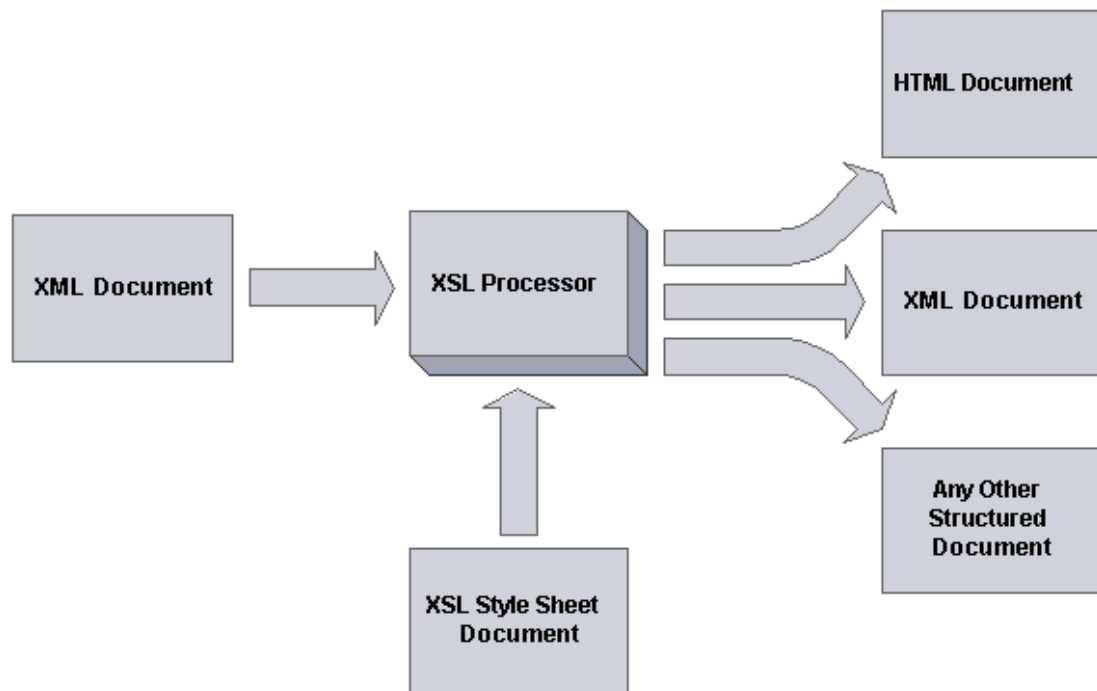 HTML Document
XML Document
XSL Processor
XML Document
Any Other
Structured
Document
XSL Style Sheet
Document